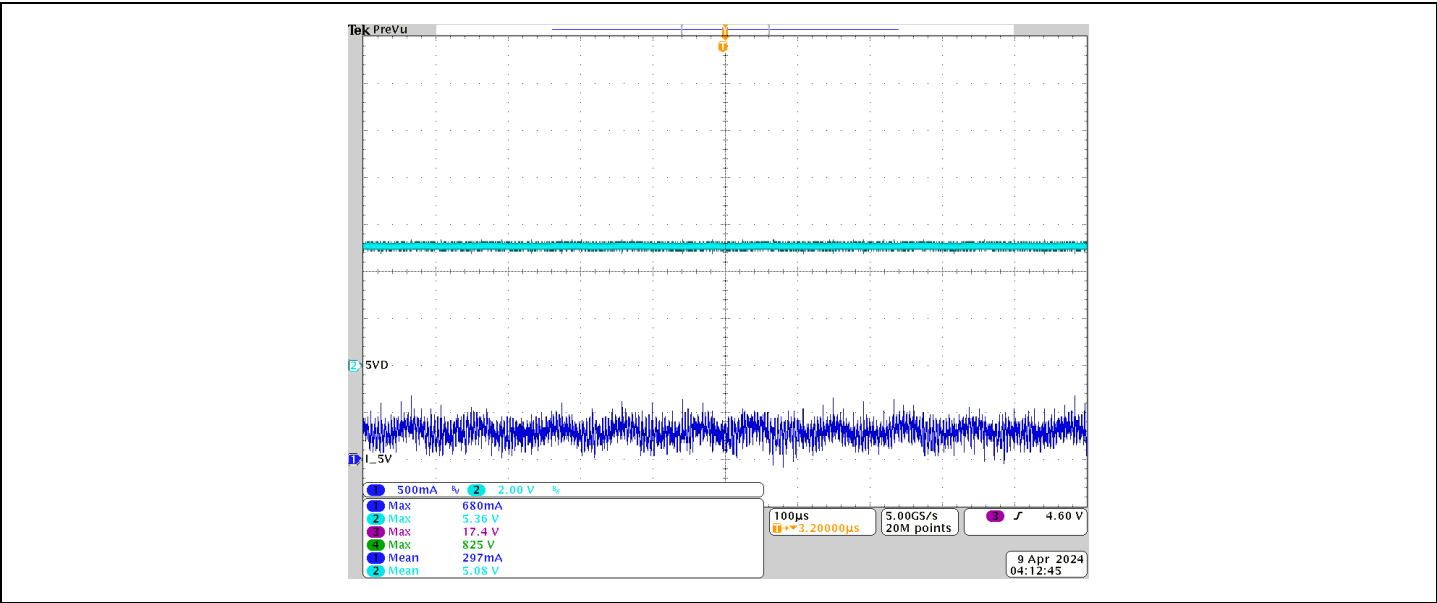 Tek PreVu
T
T
2 5VD
1 I_5V
1 500mA 2 2.00 V
1 Max 680mA
2 Max 5.36 V
3 Max 17.4 V
4 Max 825 V
1 Mean 297mA
2 Mean 5.08 V
100µs
T→▼3.20000µs
5.00GS/s
20M points
3 ∫ 4.60 V
9 Apr 2024
04:12:45